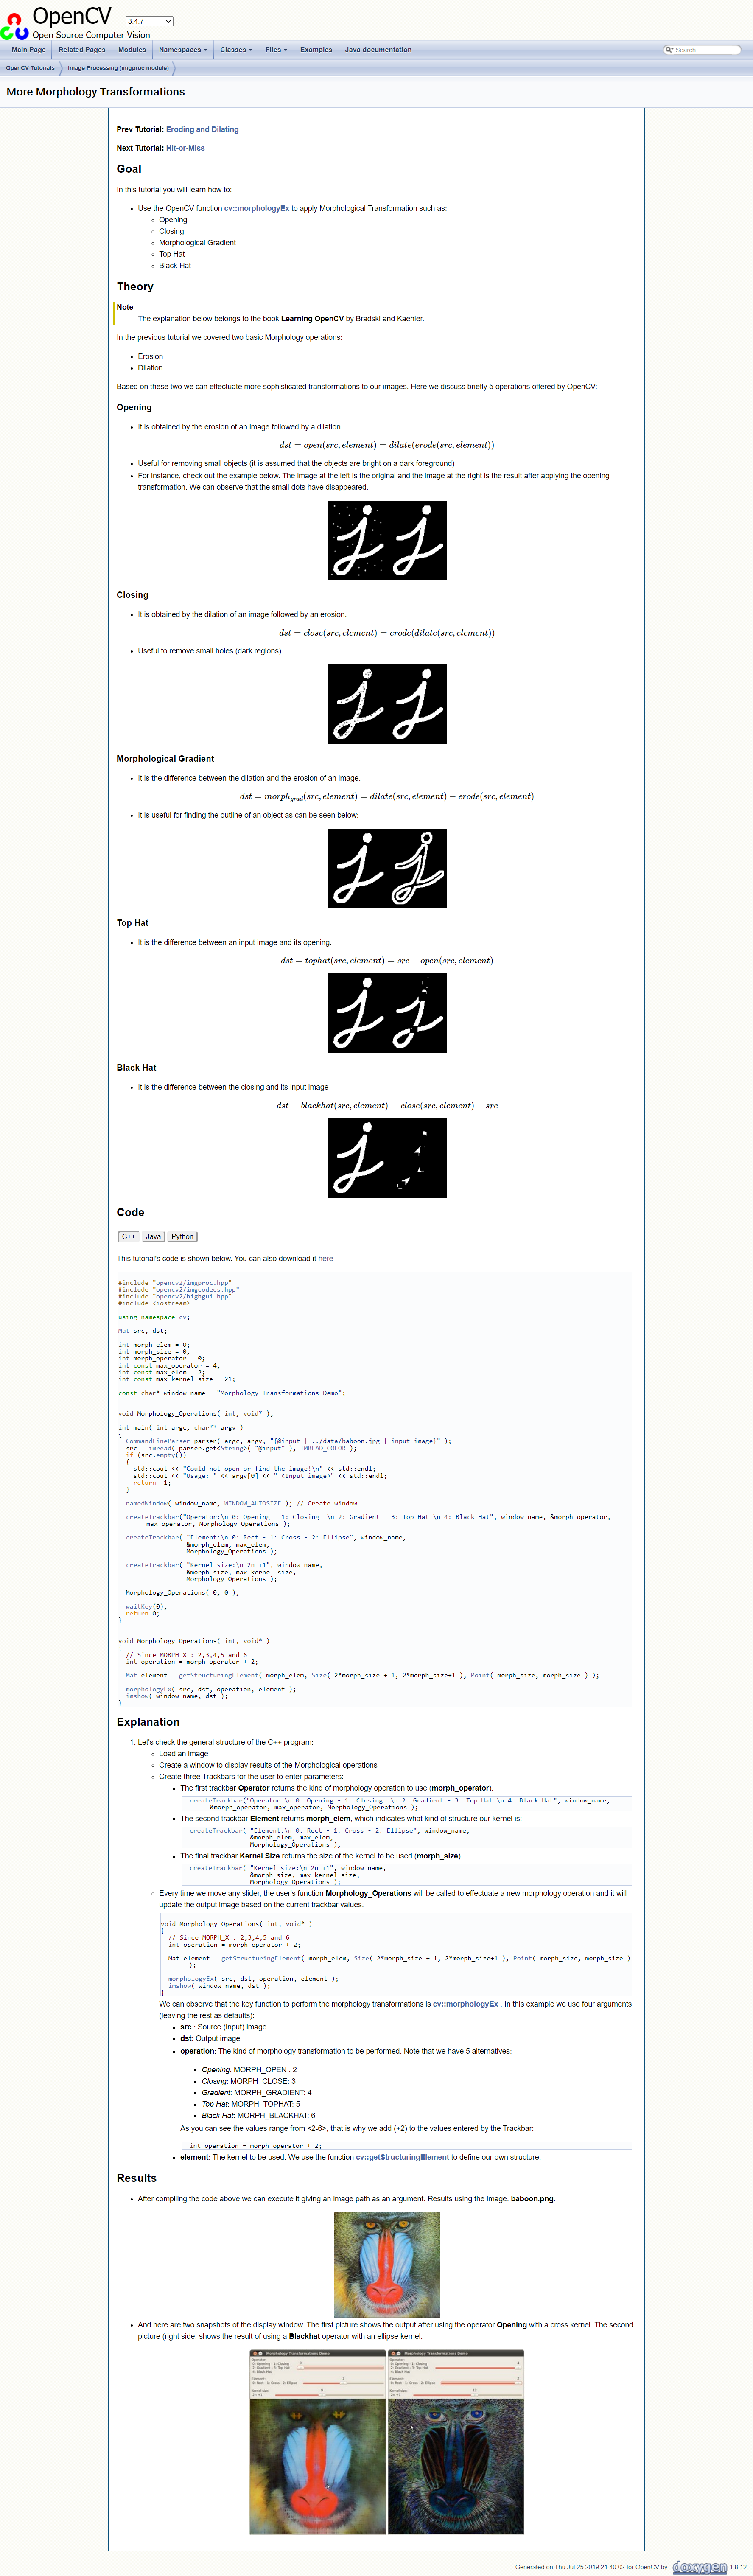 OpenCV
3.4.7
Open Source Computer Vision
Main Page Related Pages Modules Namespaces Classes Files Examples Java documentation Search
OpenCV Tutorials Image Processing (imgproc module)
More Morphology Transformations
Prev Tutorial: Eroding and Dilating
Next Tutorial: Hit-or-Miss
Goal
In this tutorial you will learn how to:
• Use the OpenCV function cv::morphologyEx to apply Morphological Transformation such as:
◦ Opening
◦ Closing
◦ Morphological Gradient
◦ Top Hat
◦ Black Hat
Theory
Note
The explanation below belongs to the book Learning OpenCV by Bradski and Kaehler.
In the previous tutorial we covered two basic Morphology operations:
• Erosion
• Dilation.
Based on these two we can effectuate more sophisticated transformations to our images. Here we discuss briefly 5 operations offered by OpenCV:
Opening
• It is obtained by the erosion of an image followed by a dilation.
dst = open(src, element) = dilate(erode(src, element))
• Useful for removing small objects (it is assumed that the objects are bright on a dark foreground)
• For instance, check out the example below. The image at the left is the original and the image at the right is the result after applying the opening
transformation. We can observe that the small dots have disappeared.
j j
Closing
• It is obtained by the dilation of an image followed by an erosion.
dst = close(src, element) = erode(dilate(src, element))
• Useful to remove small holes (dark regions).
j j
Morphological Gradient
• It is the difference between the dilation and the erosion of an image.
dst = morph_grad(src, element) = dilate(src, element) − erode(src, element)
• It is useful for finding the outline of an object as can be seen below:
j j
Top Hat
• It is the difference between an input image and its opening.
dst = tophat(src, element) = src − open(src, element)
j j
Black Hat
• It is the difference between the closing and its input image
dst = blackhat(src, element) = close(src, element) − src
j
Code
C++ Java Python
This tutorial's code is shown below. You can also download it here
#include "opencv2/imgproc.hpp"
#include "opencv2/imgcodecs.hpp"
#include "opencv2/highgui.hpp"
#include <iostream>
using namespace cv;
Mat src, dst;
int morph_elem = 0;
int morph_size = 0;
int morph_operator = 0;
int const max_operator = 4;
int const max_elem = 2;
int const max_kernel_size = 21;
const char* window_name = "Morphology Transformations Demo";
void Morphology_Operations( int, void* );
int main( int argc, char** argv )
{
CommandLineParser parser( argc, argv, "{@input | ../data/baboon.jpg | input image}" );
src = imread( parser.get<String>( "@input" ), IMREAD_COLOR );
if (src.empty())
{
std::cout << "Could not open or find the image!\n" << std::endl;
std::cout << "Usage: " << argv[0] << " <Input image>" << std::endl;
return -1;
}
namedWindow( window_name, WINDOW_AUTOSIZE ); // Create window
createTrackbar("Operator:\n 0: Opening - 1: Closing  \n 2: Gradient - 3: Top Hat \n 4: Black Hat", window_name, &morph_operator,
max_operator, Morphology_Operations );
createTrackbar( "Element:\n 0: Rect - 1: Cross - 2: Ellipse", window_name,
&morph_elem, max_elem,
Morphology_Operations );
createTrackbar( "Kernel size:\n 2n +1", window_name,
&morph_size, max_kernel_size,
Morphology_Operations );
Morphology_Operations( 0, 0 );
waitKey(0);
return 0;
}
void Morphology_Operations( int, void* )
{
// Since MORPH_X : 2,3,4,5 and 6
int operation = morph_operator + 2;
Mat element = getStructuringElement( morph_elem, Size( 2*morph_size + 1, 2*morph_size+1 ), Point( morph_size, morph_size ) );
morphologyEx( src, dst, operation, element );
imshow( window_name, dst );
}
Explanation
1. Let's check the general structure of the C++ program:
◦ Load an image
◦ Create a window to display results of the Morphological operations
◦ Create three Trackbars for the user to enter parameters:
▪ The first trackbar Operator returns the kind of morphology operation to use (morph_operator).
createTrackbar("Operator:\n 0: Opening - 1: Closing  \n 2: Gradient - 3: Top Hat \n 4: Black Hat", window_name,
&morph_operator, max_operator, Morphology_Operations );
▪ The second trackbar Element returns morph_elem, which indicates what kind of structure our kernel is:
createTrackbar( "Element:\n 0: Rect - 1: Cross - 2: Ellipse", window_name,
&morph_elem, max_elem,
Morphology_Operations );
▪ The final trackbar Kernel Size returns the size of the kernel to be used (morph_size)
createTrackbar( "Kernel size:\n 2n +1", window_name,
&morph_size, max_kernel_size,
Morphology_Operations );
◦ Every time we move any slider, the user's function Morphology_Operations will be called to effectuate a new morphology operation and it will
update the output image based on the current trackbar values.
void Morphology_Operations( int, void* )
{
// Since MORPH_X : 2,3,4,5 and 6
int operation = morph_operator + 2;
Mat element = getStructuringElement( morph_elem, Size( 2*morph_size + 1, 2*morph_size+1 ), Point( morph_size, morph_size )
);
morphologyEx( src, dst, operation, element );
imshow( window_name, dst );
}
We can observe that the key function to perform the morphology transformations is cv::morphologyEx . In this example we use four arguments
(leaving the rest as defaults):
▪ src : Source (input) image
▪ dst: Output image
▪ operation: The kind of morphology transformation to be performed. Note that we have 5 alternatives:
▪ Opening: MORPH_OPEN : 2
▪ Closing: MORPH_CLOSE: 3
▪ Gradient: MORPH_GRADIENT: 4
▪ Top Hat: MORPH_TOPHAT: 5
▪ Black Hat: MORPH_BLACKHAT: 6
As you can see the values range from <2-6>, that is why we add (+2) to the values entered by the Trackbar:
int operation = morph_operator + 2;
▪ element: The kernel to be used. We use the function cv::getStructuringElement to define our own structure.
Results
• After compiling the code above we can execute it giving an image path as an argument. Results using the image: baboon.png:
• And here are two snapshots of the display window. The first picture shows the output after using the operator Opening with a cross kernel. The second
picture (right side, shows the result of using a Blackhat operator with an ellipse kernel.
Morphology Transformations Demo Morphology Transformations Demo
Generated on Thu Jul 25 2019 21:40:02 for OpenCV by doxygen 1.8.12